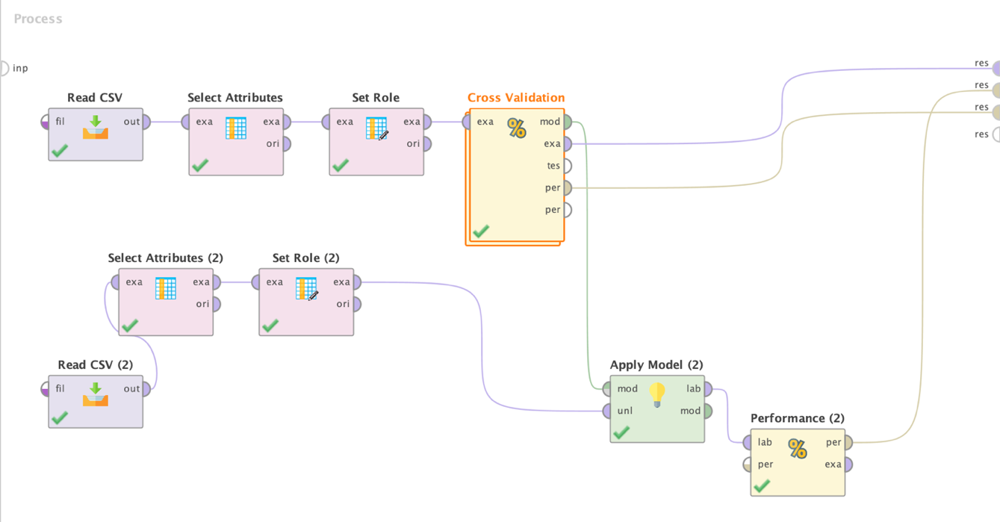 Process
inp
res
res
res
res
Read CSV
fil out
Select Attributes
exa exa
ori
Set Role
exa exa
ori
Cross Validation
exa mod
exa
tes
per
per
Select Attributes (2)
exa exa
ori
Set Role (2)
exa exa
ori
Read CSV (2)
fil out
Apply Model (2)
mod lab
unl mod
Performance (2)
lab per
per exa